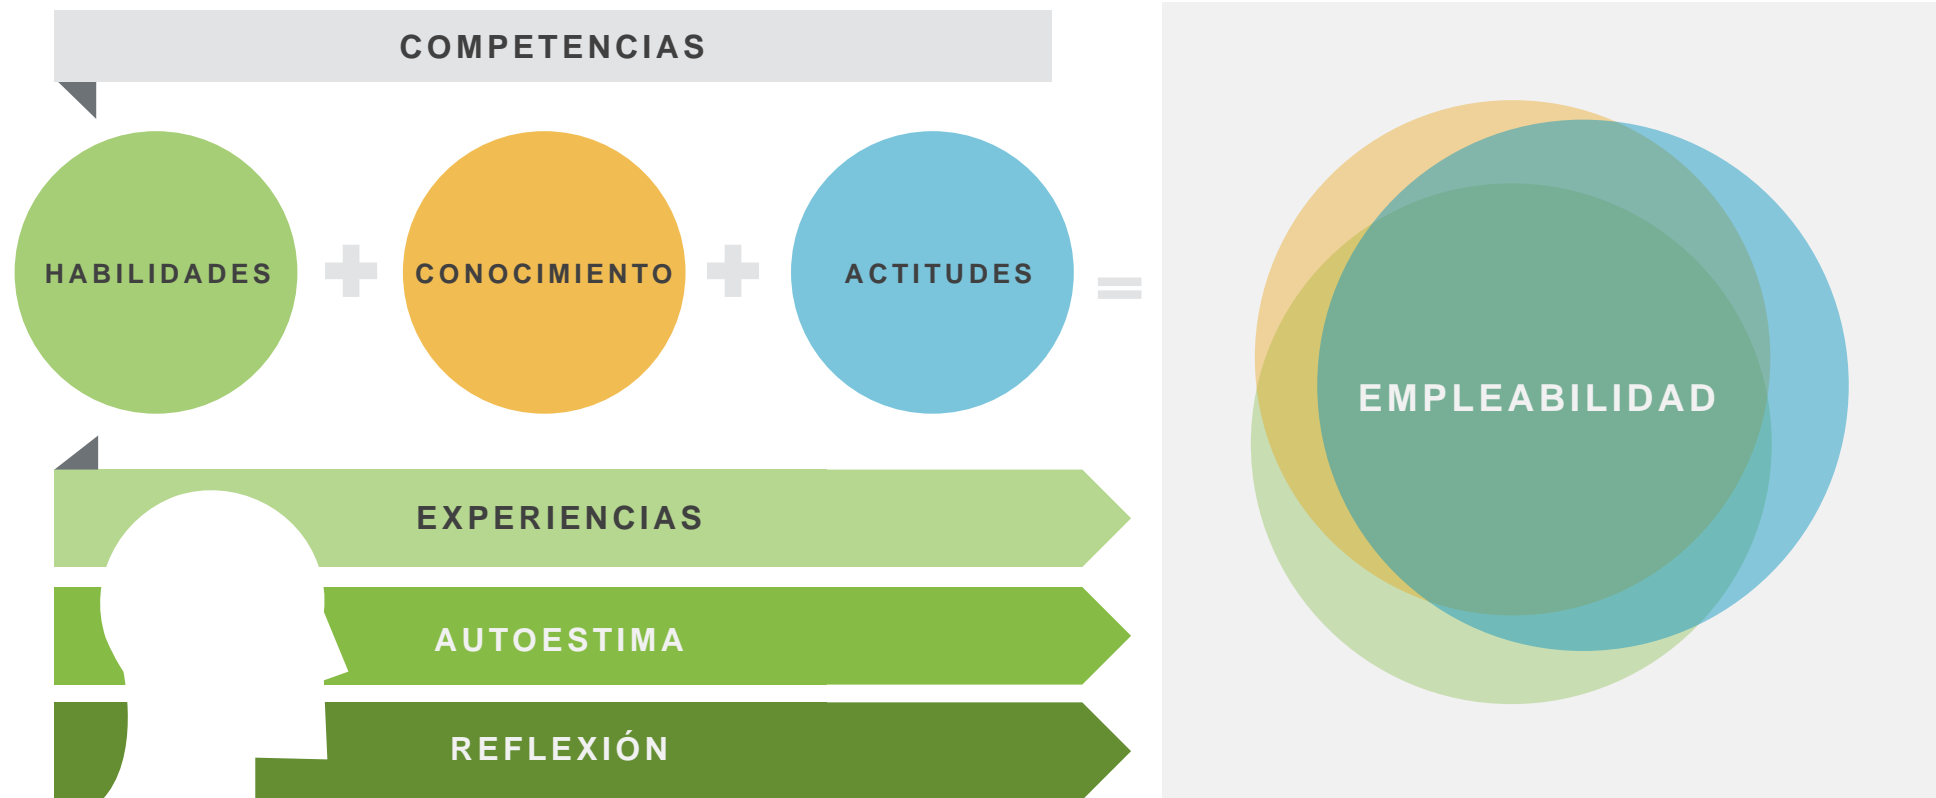 COMPETENCIAS
HABILIDADES
CONOCIMIENTO
ACTITUDES
EMPLEABILIDAD
EXPERIENCIAS
AUTOESTIMA
REFLEXIÓN